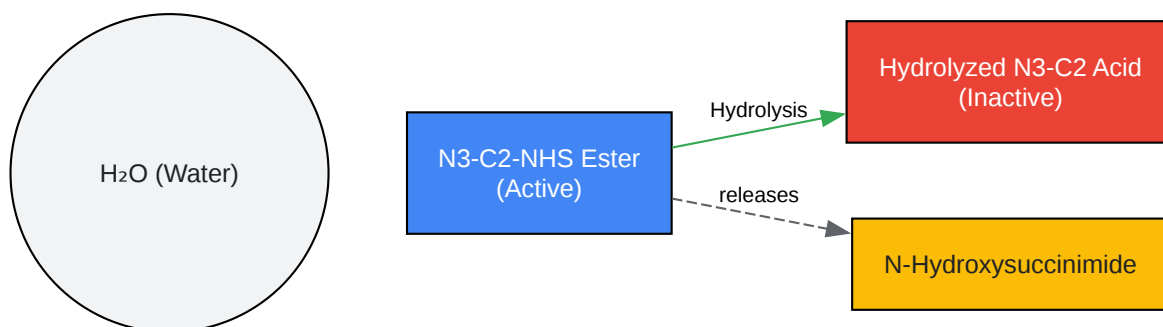 H₂O (Water)
N3-C2-NHS Ester
(Active)
Hydrolysis
releases
Hydrolyzed N3-C2 Acid
(Inactive)
N-Hydroxysuccinimide